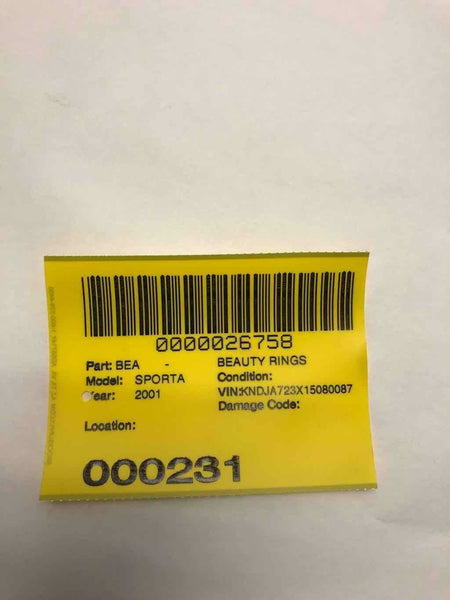 0000026758
Part: BEA - BEAUTY RINGS
Model: SPORTA Condition:
Year: 2001 VIN:KNDJA723X15080087
Damage Code:
Location:
000231